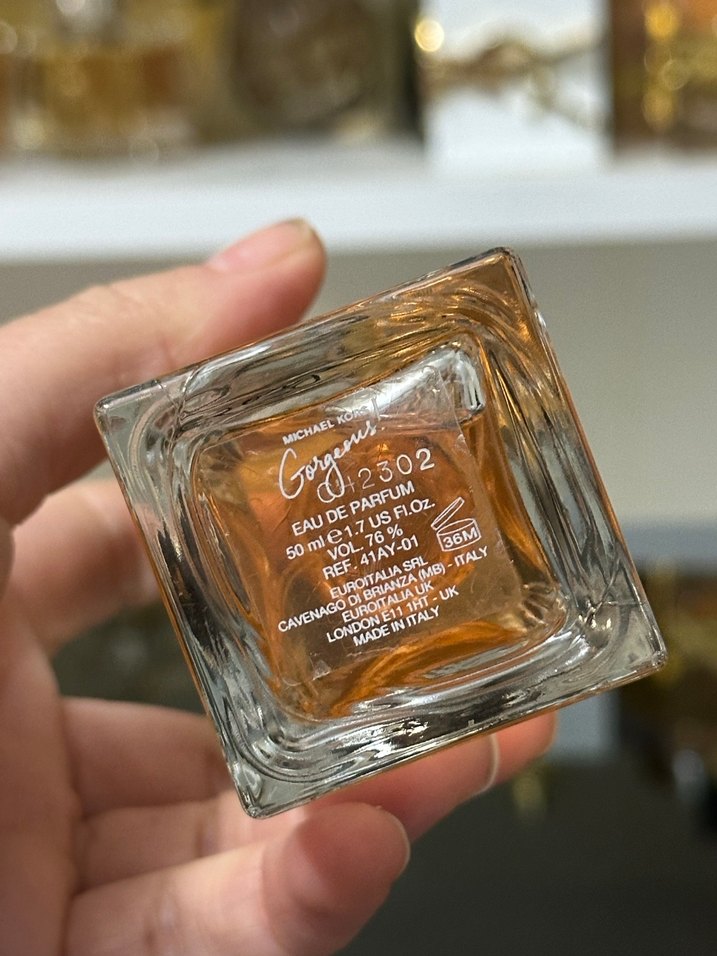 MICHAEL KORS
Gorgeous!
2302
EAU DE PARFUM
50 ml ℮ 1.7 US Fl.Oz.
VOL. 76 %
REF. 41AY-01
36M
EUROITALIA SRL
CAVENAGO DI BRIANZA (MB) - ITALY
EUROITALIA UK
LONDON E11 1HT - UK
MADE IN ITALY